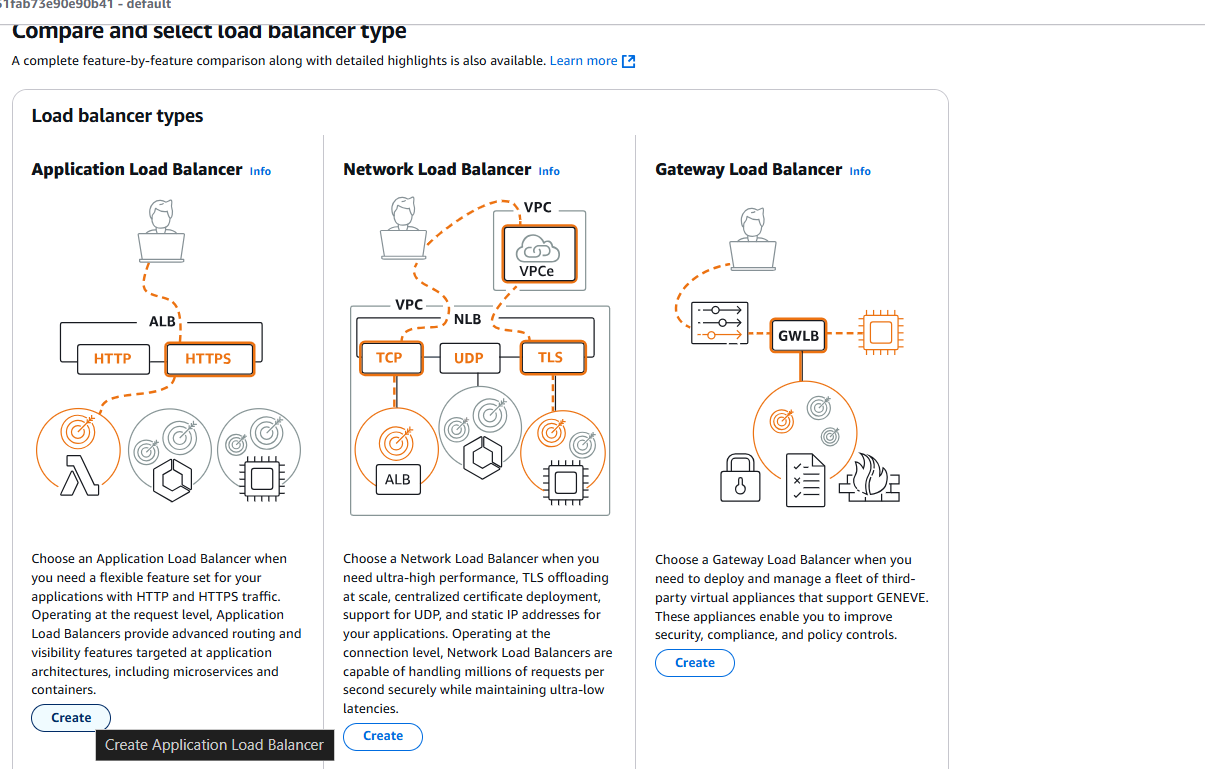 51fab73e90e90b41 - default
Compare and select load balancer type
A complete feature-by-feature comparison along with detailed highlights is also available. Learn more
Load balancer types
Application Load Balancer Info
ALB
HTTP
HTTPS
Choose an Application Load Balancer when
you need a flexible feature set for your
applications with HTTP and HTTPS traffic.
Operating at the request level, Application
Load Balancers provide advanced routing and
visibility features targeted at application
architectures, including microservices and
containers.
Create
Create Application Load Balancer
Network Load Balancer Info
VPC
VPCe
VPC
NLB
TCP
UDP
TLS
ALB
Choose a Network Load Balancer when you
need ultra-high performance, TLS offloading
at scale, centralized certificate deployment,
support for UDP, and static IP addresses for
your applications. Operating at the
connection level, Network Load Balancers are
capable of handling millions of requests per
second securely while maintaining ultra-low
latencies.
Create
Gateway Load Balancer Info
GWLB
Choose a Gateway Load Balancer when you
need to deploy and manage a fleet of third-
party virtual appliances that support GENEVE.
These appliances enable you to improve
security, compliance, and policy controls.
Create